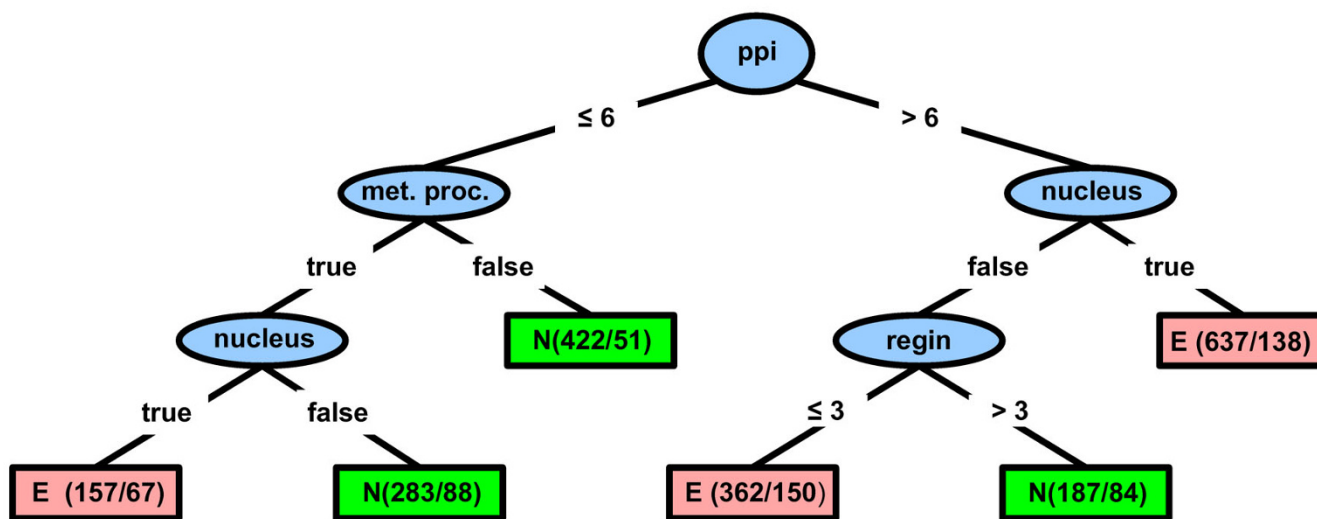 ppi
≤ 6
> 6
met. proc.
nucleus
true
false
false
true
nucleus
N(422/51)
regin
E (637/138)
true
false
≤ 3
> 3
E (157/67)
N(283/88)
E (362/150)
N(187/84)